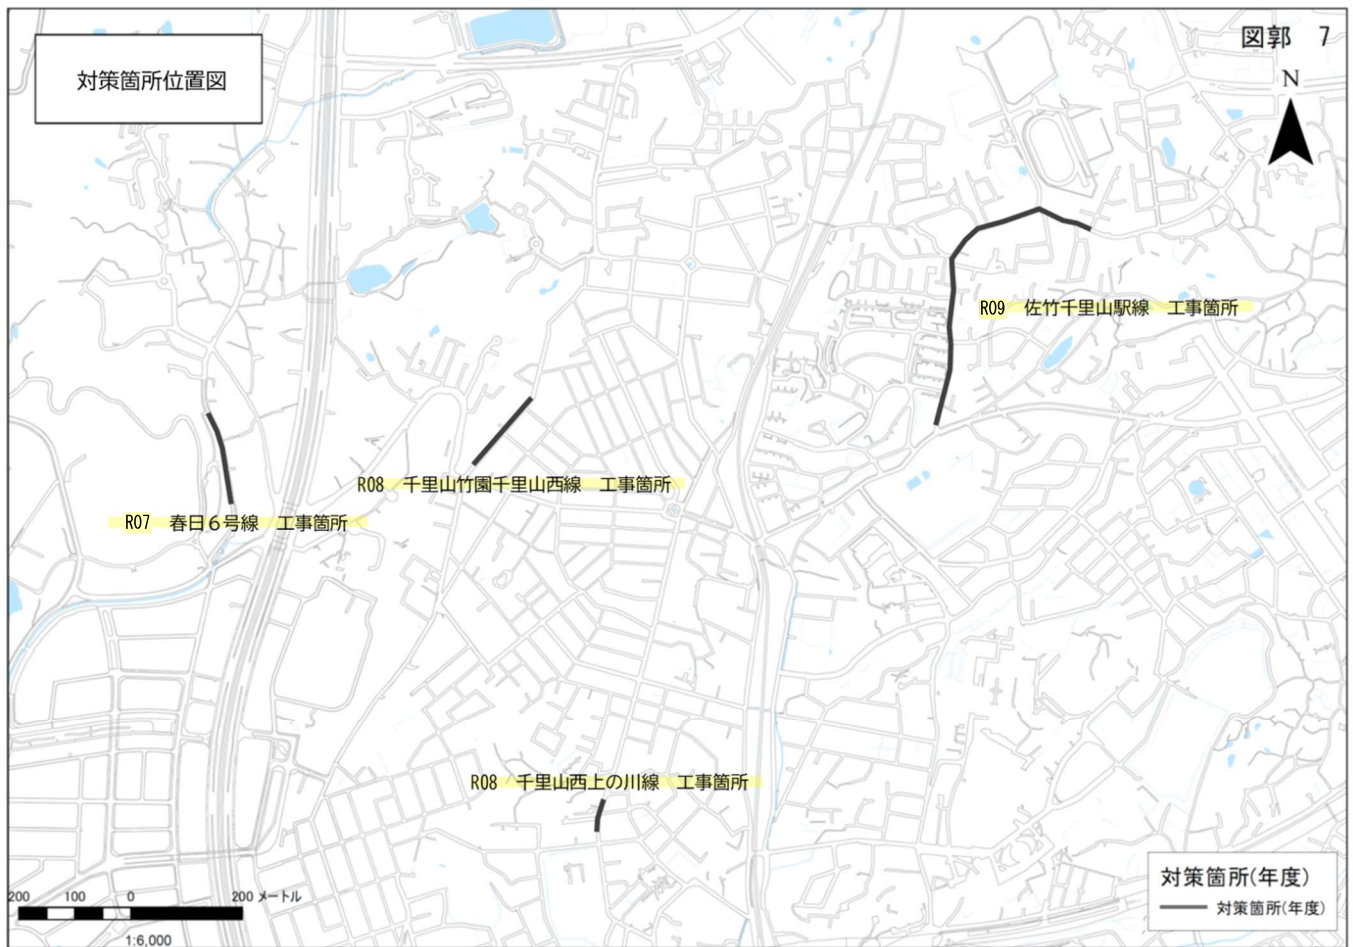 図郭 7
対策箇所位置図
N
R09 佐竹千里山駅線 工事箇所
R08 千里山竹園千里山西線 工事箇所
R07 春日6号線 工事箇所
R08 千里山西上の川線 工事箇所
対策箇所(年度)
対策箇所(年度)
200 100 0 200 メートル
1:6,000